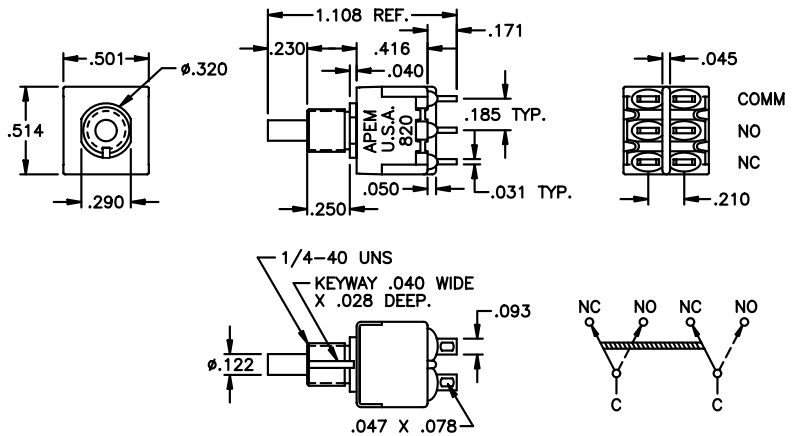 1.108 REF.
.501
.230
.416
.171
ø.320
.040
.045
.514
APEM
U.S.A.
820
.185 TYP.
COMM
NO
NC
.290
.250
.050
.031 TYP.
.210
1/4-40 UNS
KEYWAY .040 WIDE
X .028 DEEP.
.093
ø.122
.047 X .078
NC
NO
NC
NO
C
C